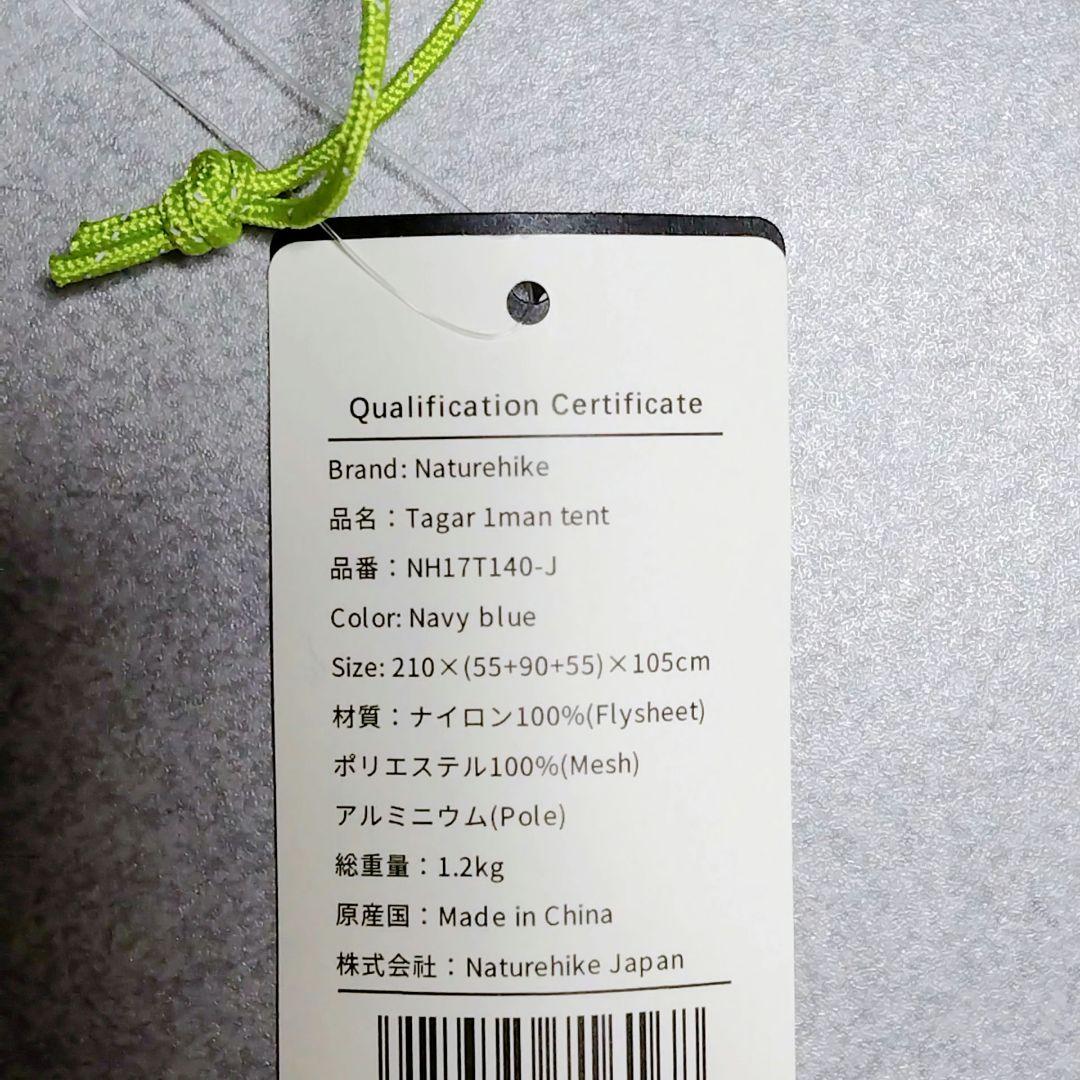 Qualification Certificate
Brand: Naturehike
品名：Tagar 1man tent
品番：NH17T140-J
Color: Navy blue
Size: 210×(55+90+55)×105cm
材質：ナイロン100%(Flysheet)
ポリエステル100%(Mesh)
アルミニウム(Pole)
総重量：1.2kg
原産国：Made in China
株式会社：Naturehike Japan